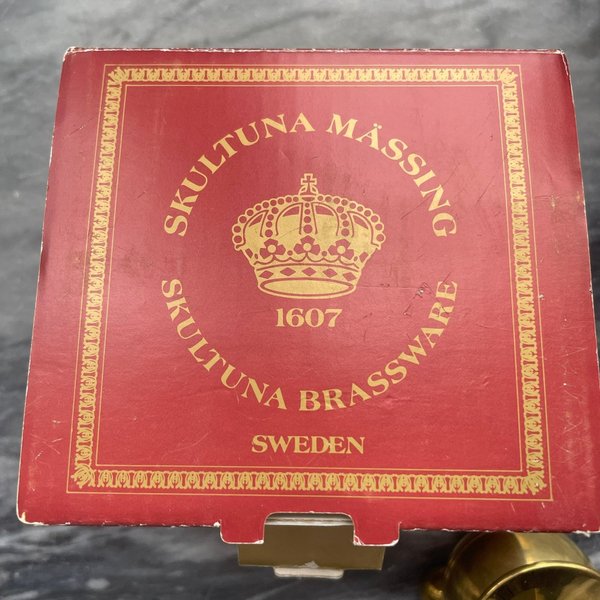 SKULTUNA MÄSSING
1607
SKULTUNA BRASSWARE
SWEDEN